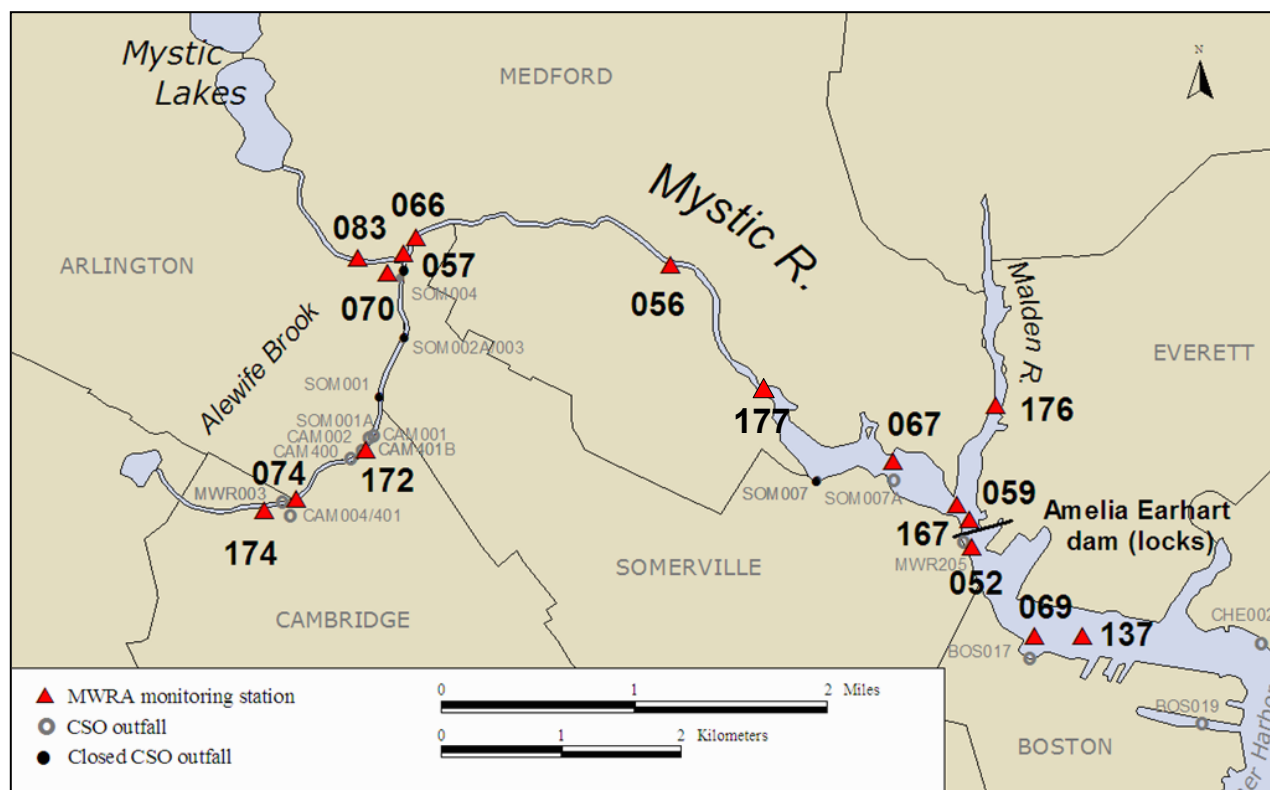 Mystic
Lakes
MEDFORD
N
Mystic R.
066
083
057
ARLINGTON
070
SOM004
056
Malden R.
SOM002A/003
EVERETT
Alewife Brook
SOM001
176
177
SOM001A
CAM002
CAM001
CAM400
CAM401B
067
172
074
MWR003
SOM007
SOM007A
059
CAM004/401
174
167
Amelia Earhart
dam (locks)
MWR205
SOMERVILLE
052
CAMBRIDGE
069
137
CHE002
BOS017
BOS019
BOSTON
er Harbor
MWRA monitoring station
CSO outfall
Closed CSO outfall
0 1 2 Miles
0 1 2 Kilometers